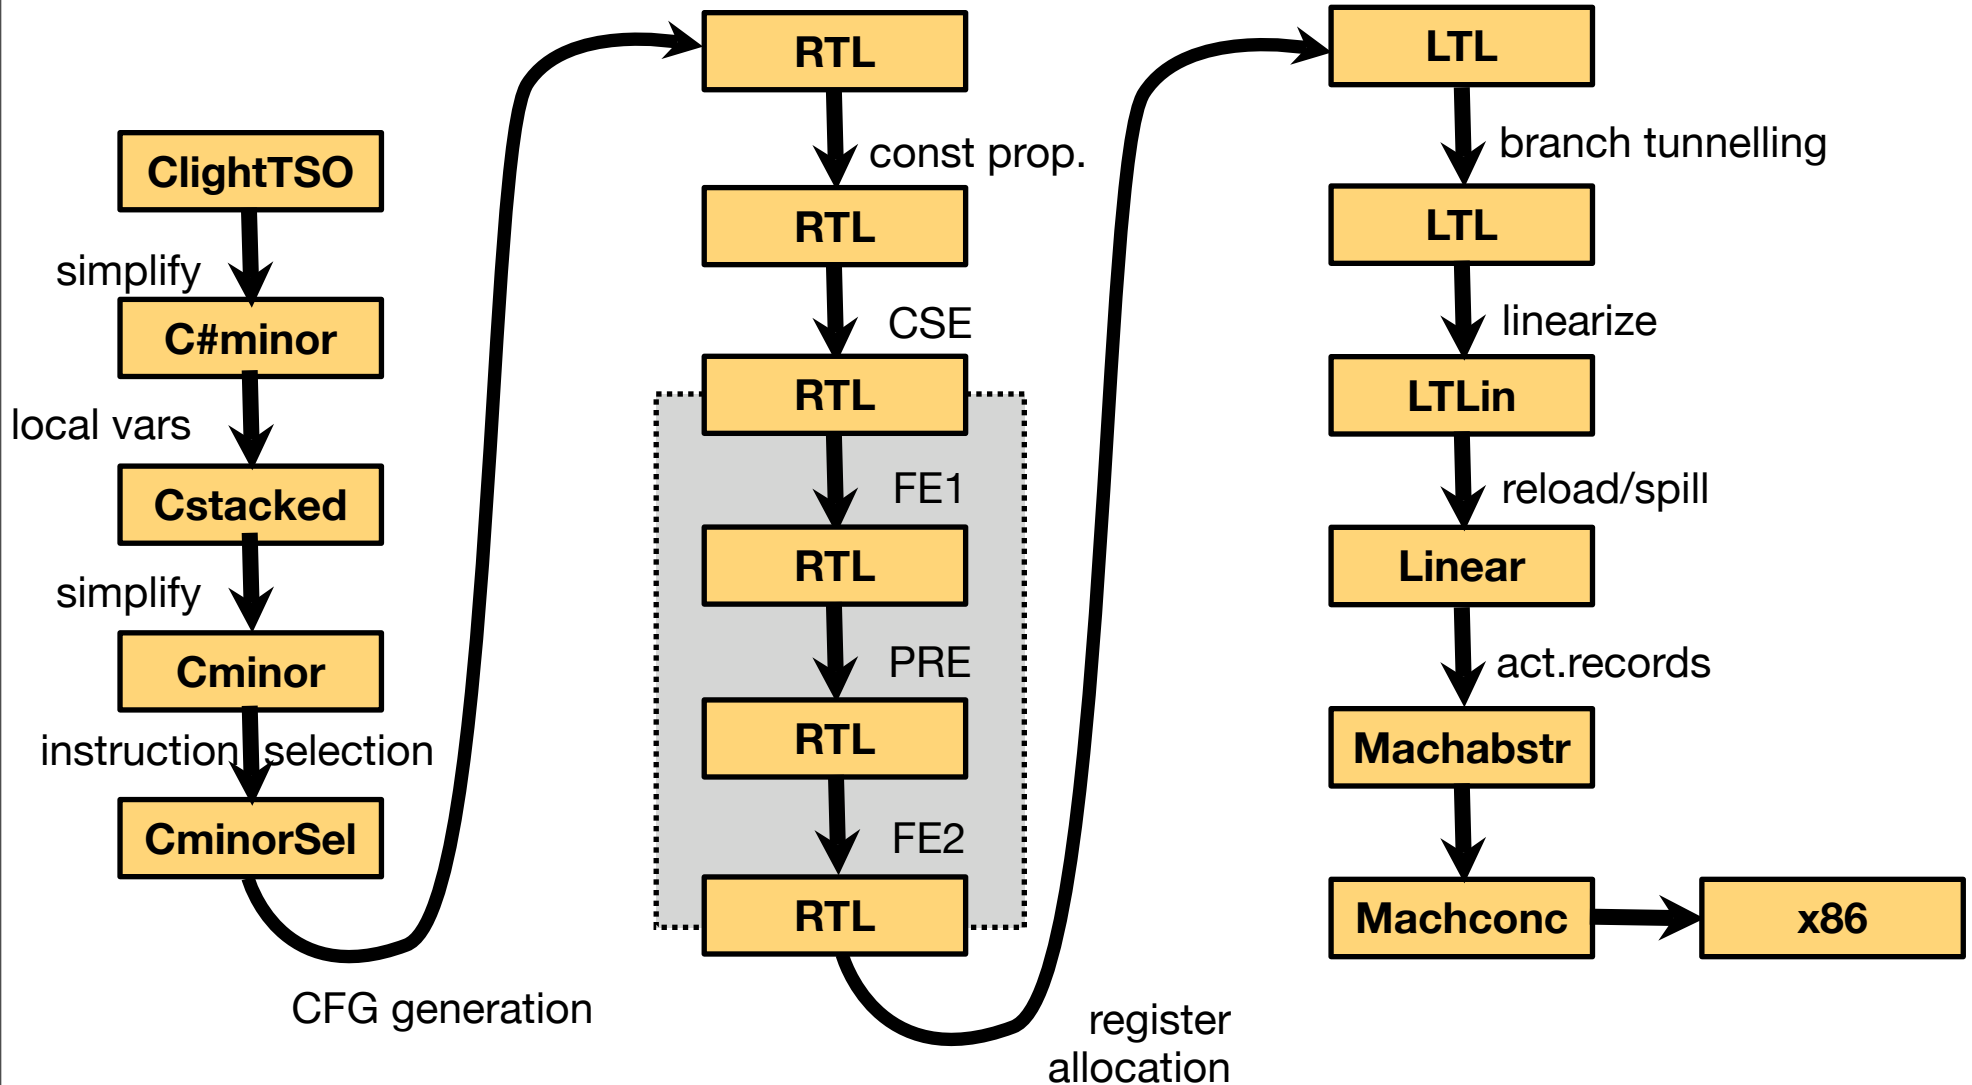 ClightTSO
simplify
C#minor
local vars
Cstacked
simplify
Cminor
instruction selection
CminorSel
CFG generation
RTL
const prop.
RTL
CSE
RTL
FE1
RTL
PRE
RTL
FE2
RTL
register
allocation
LTL
branch tunnelling
LTL
linearize
LTLin
reload/spill
Linear
act.records
Machabstr
Machconc
x86